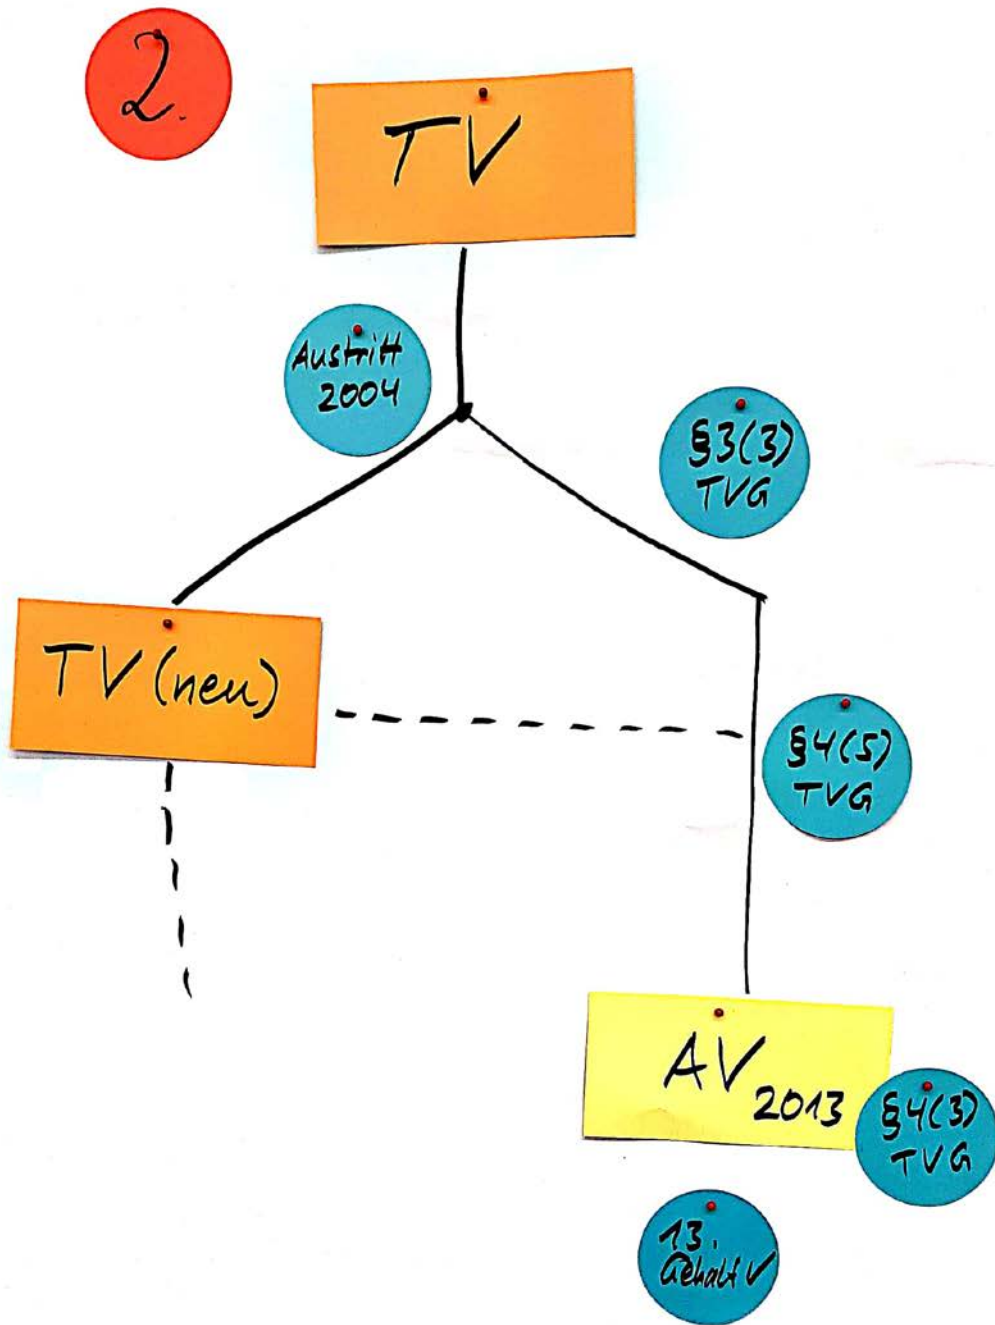 2.
TV
Austritt
2004
§3(3)
TVG
TV (neu)
§4(5)
TVG
AV 2013
§4(3)
TVG
13.
Gehalt ✓